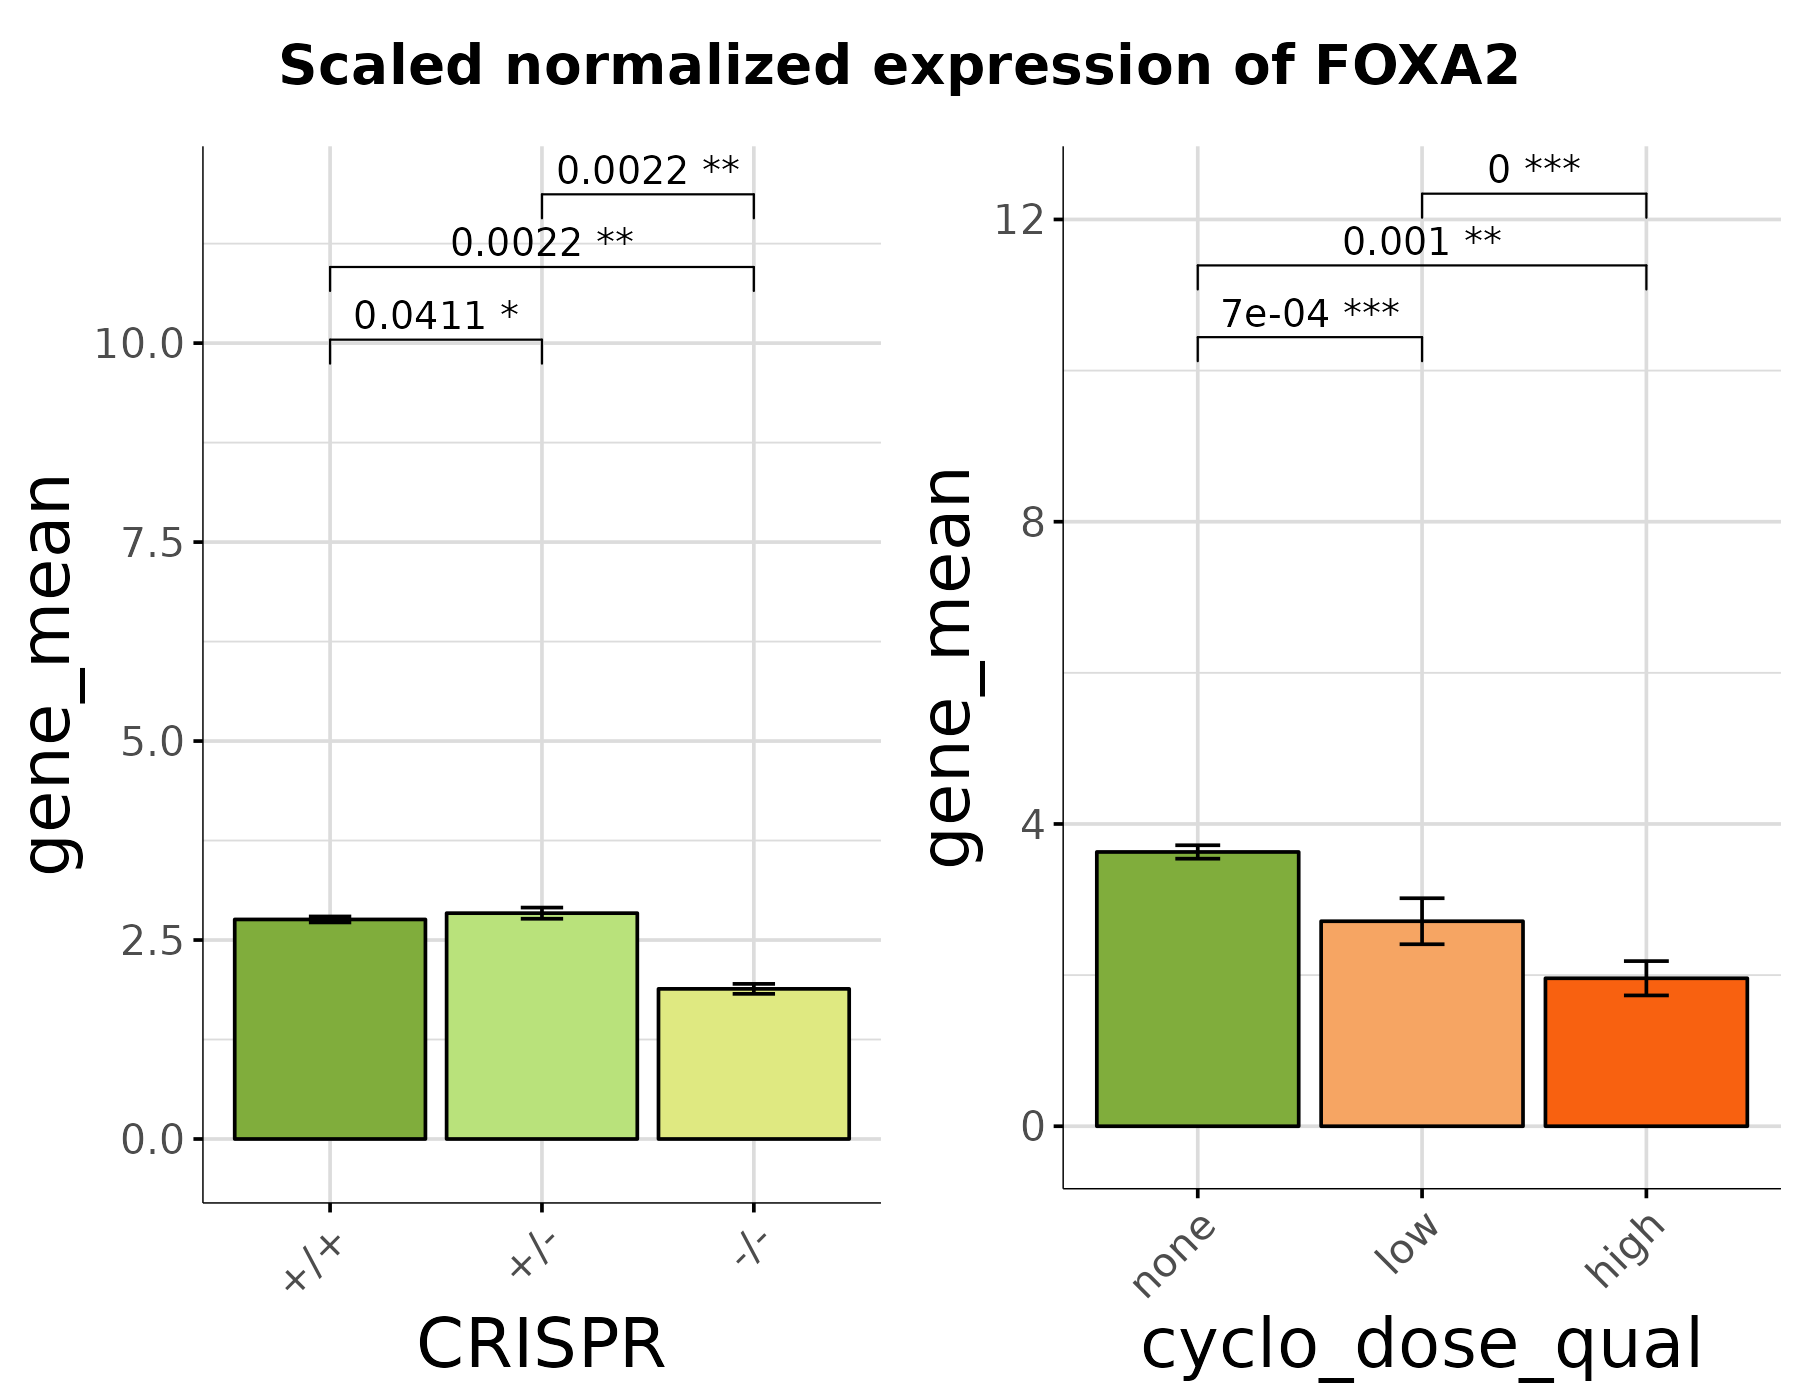 Scaled normalized expression of FOXA2
0.0022 **
0.0022 **
0.0411 *
10.0
7.5
5.0
2.5
0.0
gene_mean
+/+
+/-
-/-
CRISPR
0 ***
0.001 **
7e-04 ***
12
8
4
0
gene_mean
none
low
high
cyclo_dose_qual